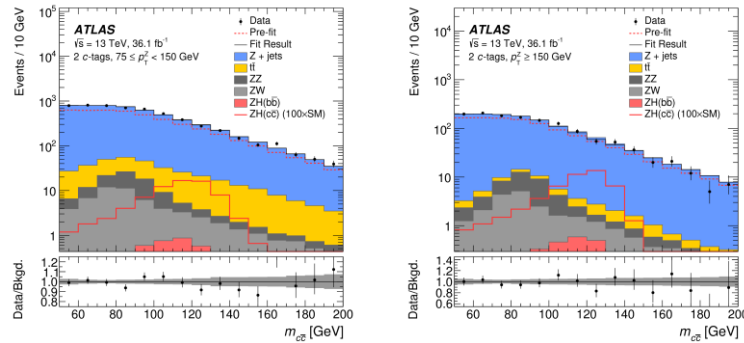 Events / 10 GeV
10⁵
10⁴
10³
10²
10
1
ATLAS
√s = 13 TeV, 36.1 fb⁻¹
2 c-tags, 75 ≤ p_T^Z < 150 GeV
Data
Pre-fit
Fit Result
Z + jets
tt̄
ZZ
ZW
ZH(bb̄)
ZH(cc̄) (100×SM)
Data/Bkgd.
1.2
1.1
1.0
0.9
0.8
60 80 100 120 140 160 180 200
m_cc̄ [GeV]
Events / 10 GeV
10⁴
10³
10²
10
1
ATLAS
√s = 13 TeV, 36.1 fb⁻¹
2 c-tags, p_T^Z ≥ 150 GeV
Data
Pre-fit
Fit Result
Z + jets
tt̄
ZZ
ZW
ZH(bb̄)
ZH(cc̄) (100×SM)
Data/Bkgd.
1.4
1.2
1.0
0.8
0.6
60 80 100 120 140 160 180 200
m_cc̄ [GeV]